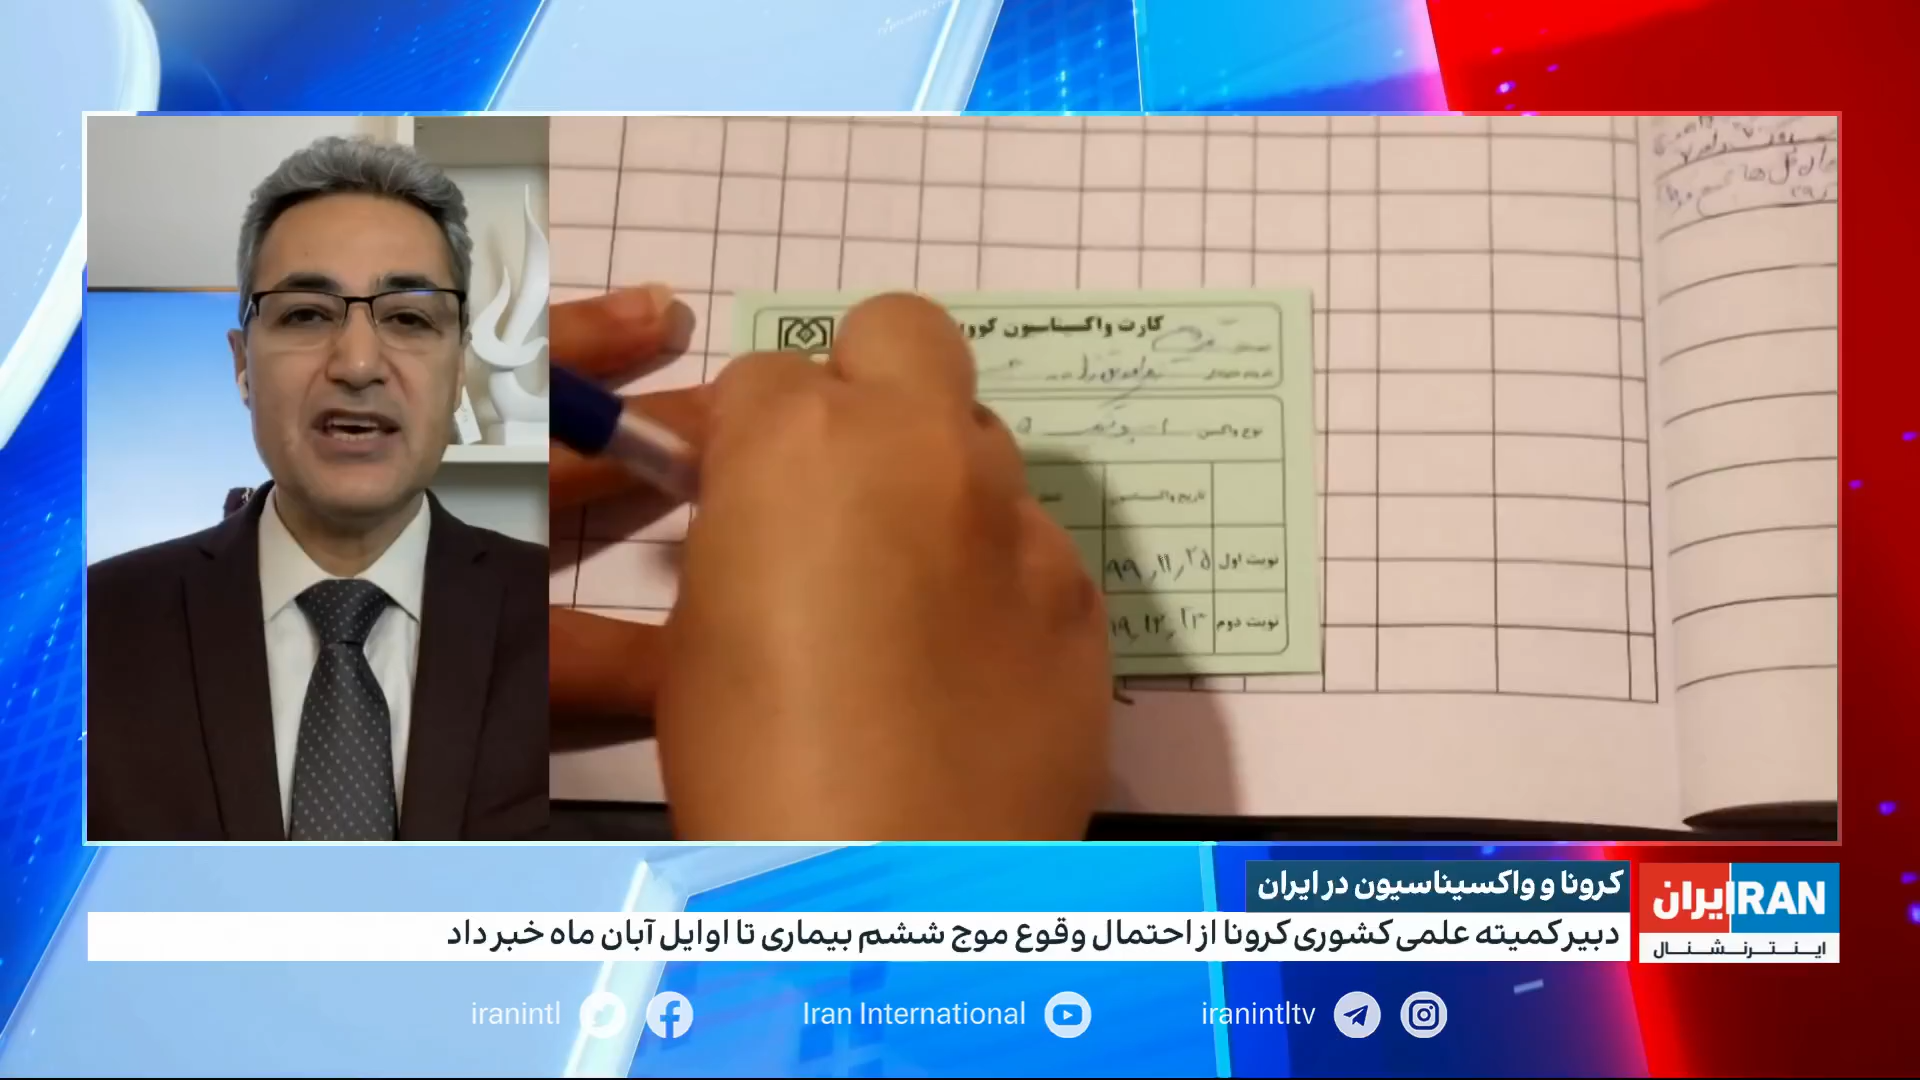 کارت واکسیناسیون
نوع واکسن
تاریخ واکسیناسیون
نوبت اول ۹۹٫۱۱٫۲۵
نوبت دوم
کرونا و واکسیناسیون در ایران
دبیر کمیته علمی کشوری کرونا از احتمال وقوع موج ششم بیماری تا اوایل آبان ماه خبر داد
ایران IRAN
اینترنشنال
iranintl
Iran International
iranintltv